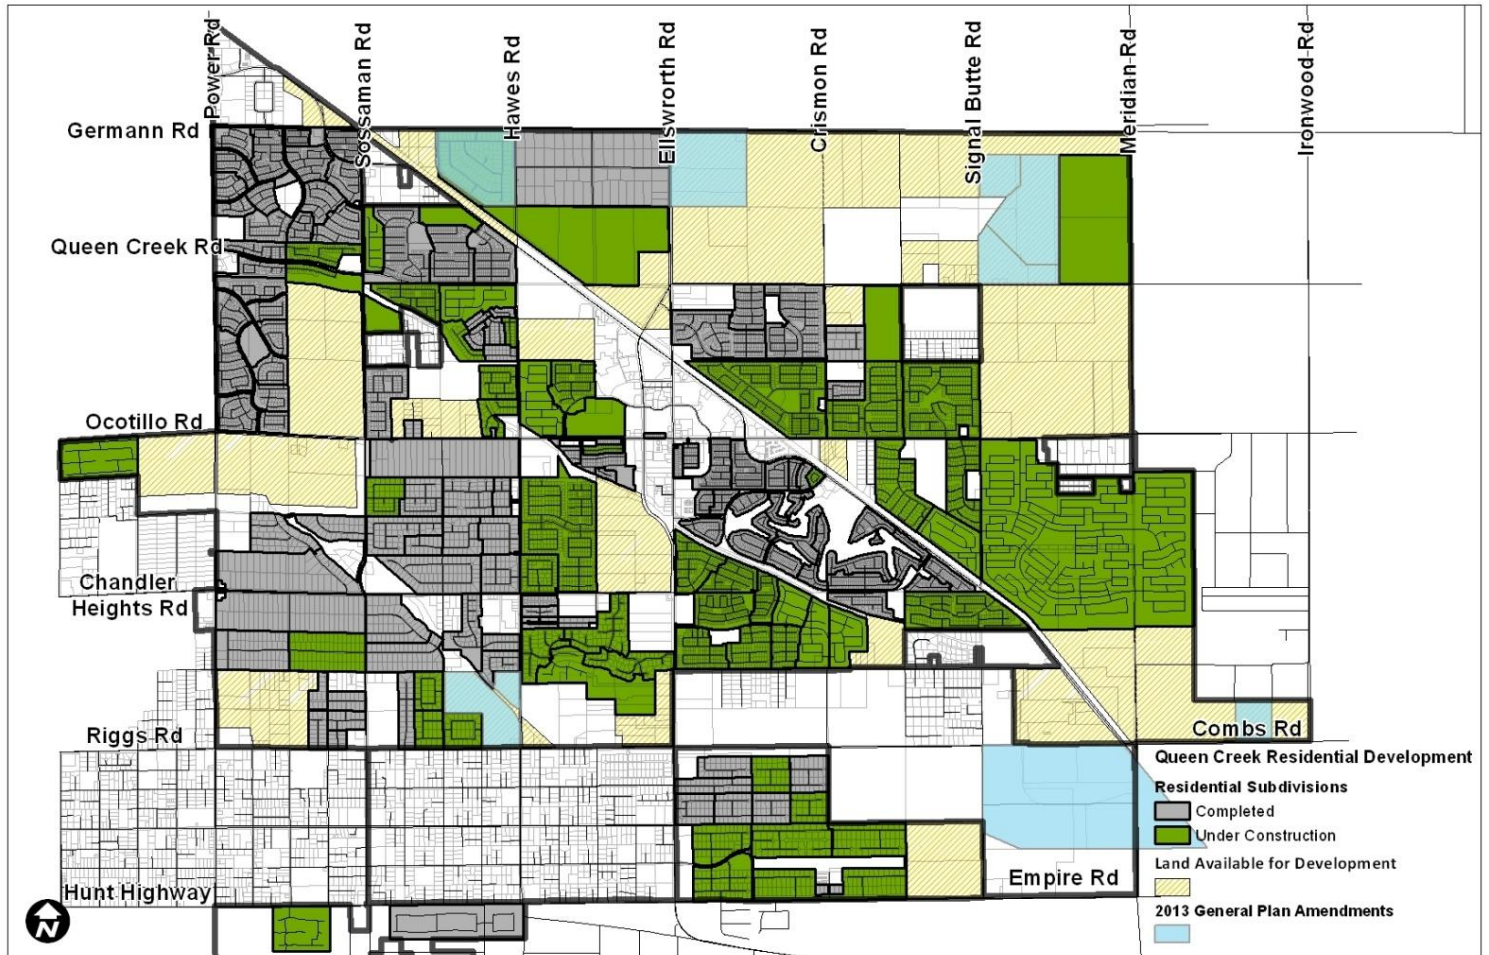 Power Rd
Sossaman Rd
Hawes Rd
Ellsworth Rd
Crismon Rd
Signal Butte Rd
Meridian Rd
Ironwood Rd
Germann Rd
Queen Creek Rd
Ocotillo Rd
Chandler
Heights Rd
Riggs Rd
Combs Rd
Queen Creek Residential Development
Residential Subdivisions
Completed
Under Construction
Land Available for Development
2013 General Plan Amendments
Empire Rd
Hunt Highway
N